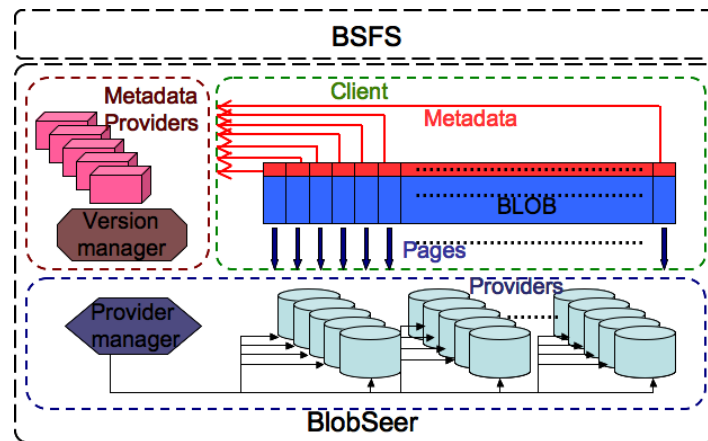 BSFS
Client
Metadata
Providers
Metadata
BLOB
Version
manager
Pages
Providers
Provider
manager
BlobSeer